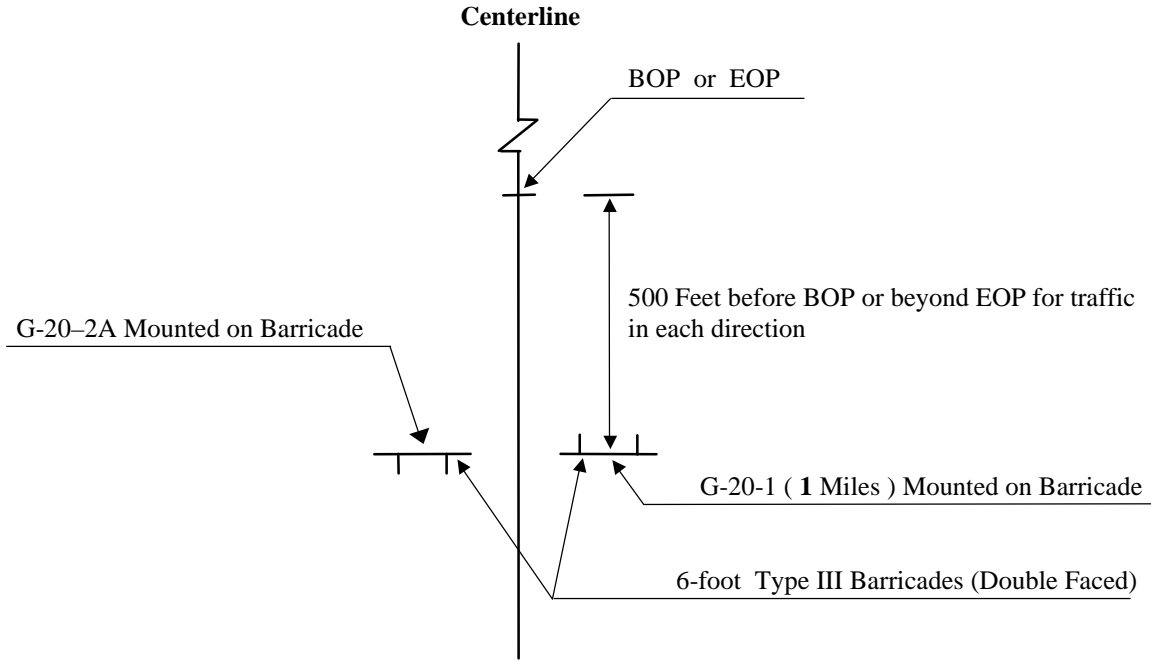 Centerline
BOP or EOP
500 Feet before BOP or beyond EOP for traffic
in each direction
G-20–2A Mounted on Barricade
G-20-1 ( 1 Miles ) Mounted on Barricade
6-foot Type III Barricades (Double Faced)